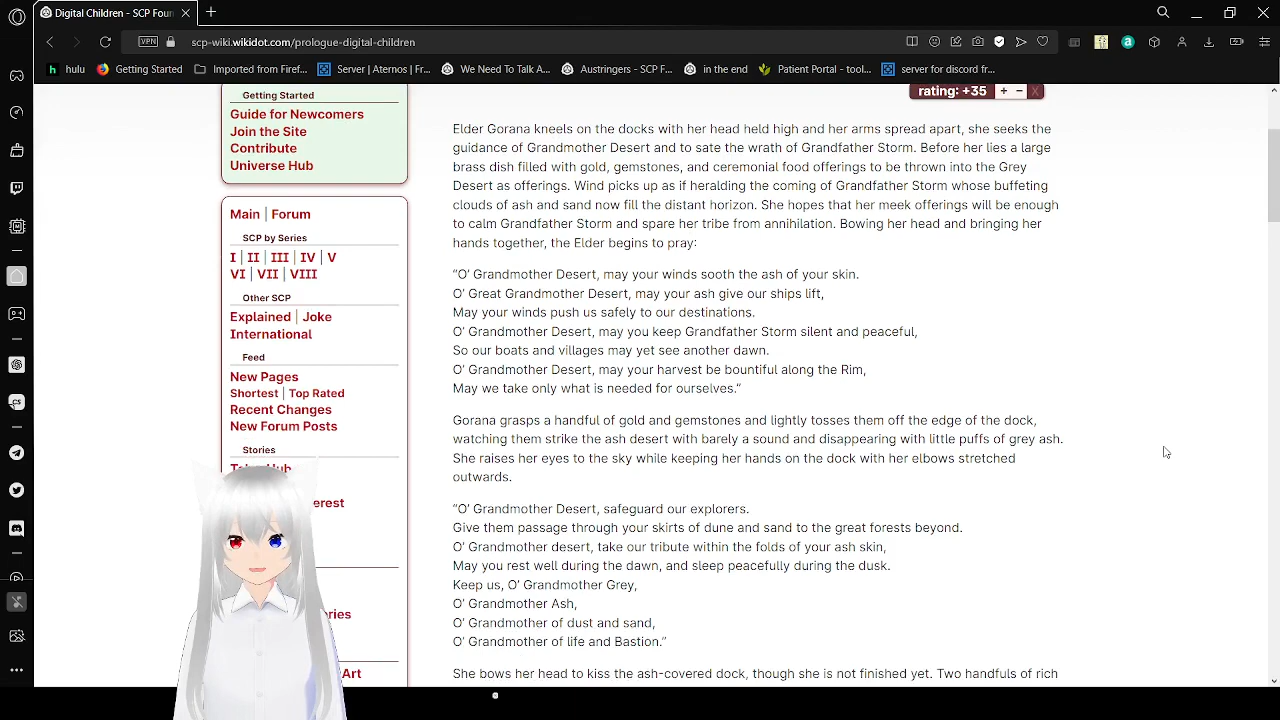 Digital Children - SCP Foun
VPN
scp-wiki.wikidot.com/prologue-digital-children
hulu
Getting Started
Imported from Firef...
Server | Aternos | Fr...
We Need To Talk A...
Austringers - SCP F...
in the end
Patient Portal - tool...
server for discord fr...
Getting Started
Guide for Newcomers
Join the Site
Contribute
Universe Hub
Main | Forum
SCP by Series
I | II | III | IV | V
VI | VII | VIII
Other SCP
Explained | Joke
International
Feed
New Pages
Shortest | Top Rated
Recent Changes
New Forum Posts
Stories
rating: +35 + − X
Elder Gorana kneels on the docks with her head held high and her arms spread apart, she seeks the
guidance of Grandmother Desert and to sate the wrath of Grandfather Storm. Before her lies a large
brass dish filled with gold, gemstones, and ceremonial food offerings to be thrown into the Grey
Desert as offerings. Wind picks up as if heralding the coming of Grandfather Storm whose buffeting
clouds of ash and sand now fill the distant horizon. She hopes that her meek offerings will be enough
to calm Grandfather Storm and spare her tribe from annihilation. Bowing her head and bringing her
hands together, the Elder begins to pray:
“O’ Grandmother Desert, may your winds sooth the ash of your skin.
O’ Great Grandmother Desert, may your ash give our ships lift,
May your winds push us safely to our destinations.
O’ Grandmother Desert, may you keep Grandfather Storm silent and peaceful,
So our boats and villages may yet see another dawn.
O’ Grandmother Desert, may your harvest be bountiful along the Rim,
May we take only what is needed for ourselves.”
Gorana grasps a handful of gold and gemstones and lightly tosses them off the edge of the dock,
watching them strike the ash desert with barely a sound and disappearing with little puffs of grey ash.
She raises her eyes to the sky while keeping her hands on the dock with her elbows stretched
outwards.
“O’ Grandmother Desert, safeguard our explorers.
Give them passage through your skirts of dune and sand to the great forests beyond.
O’ Grandmother desert, take our tribute within the folds of your ash skin,
May you rest well during the dawn, and sleep peacefully during the dusk.
Keep us, O’ Grandmother Grey,
O’ Grandmother Ash,
O’ Grandmother of dust and sand,
O’ Grandmother of life and Bastion.”
She bows her head to kiss the ash-covered dock, though she is not finished yet. Two handfuls of rich
Art